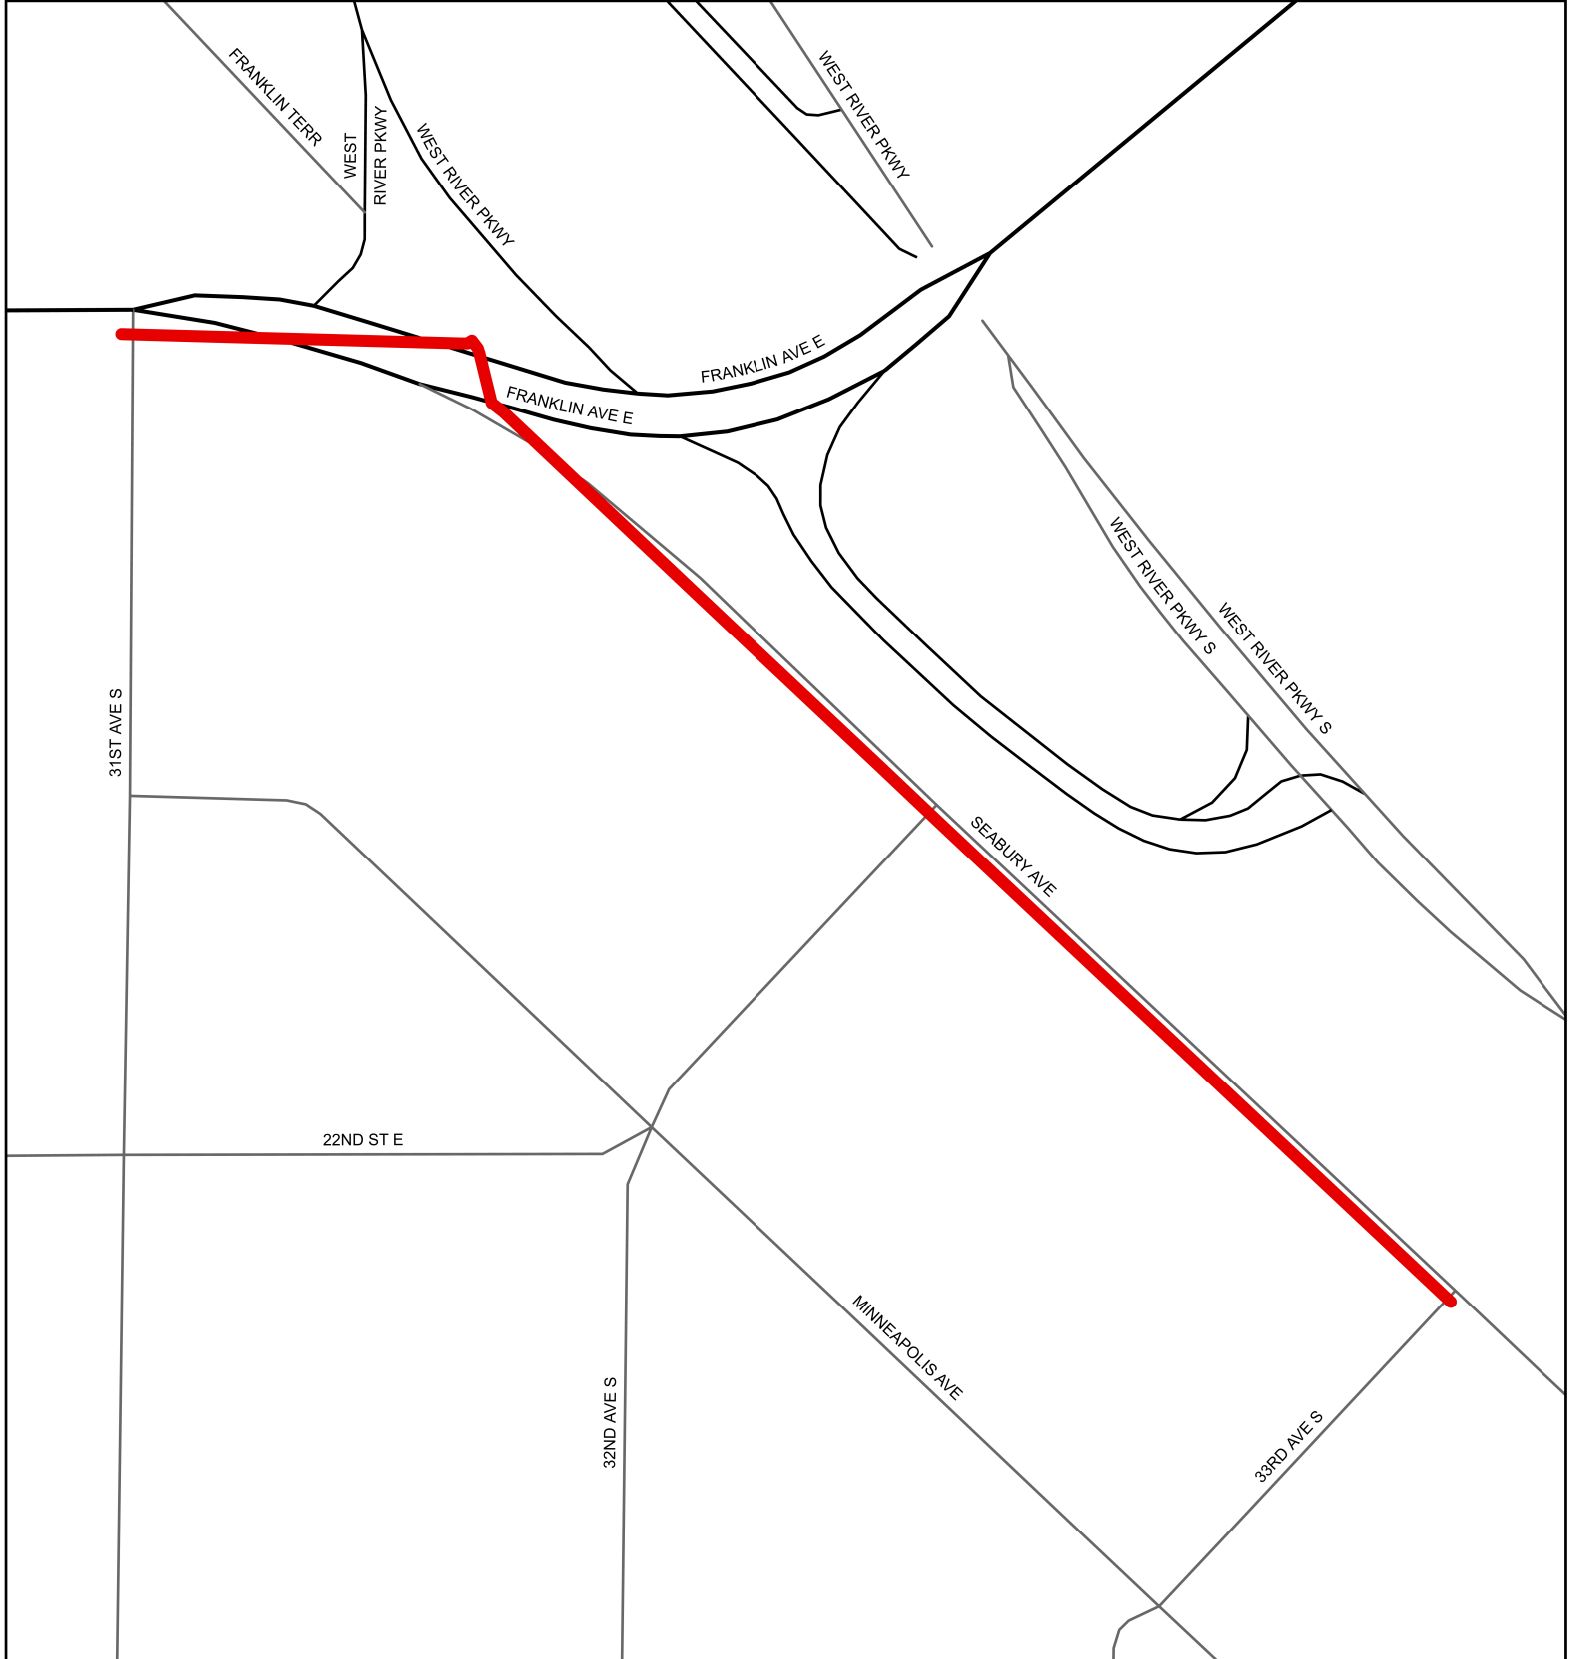 FRANKLIN TERR
WEST
RIVER PKWY
WEST RIVER PKWY
WEST RIVER PKWY
FRANKLIN AVE E
FRANKLIN AVE E
WEST RIVER PKWY S
WEST RIVER PKWY S
31ST AVE S
SEABURY AVE
22ND ST E
MINNEAPOLIS AVE
32ND AVE S
33RD AVE S